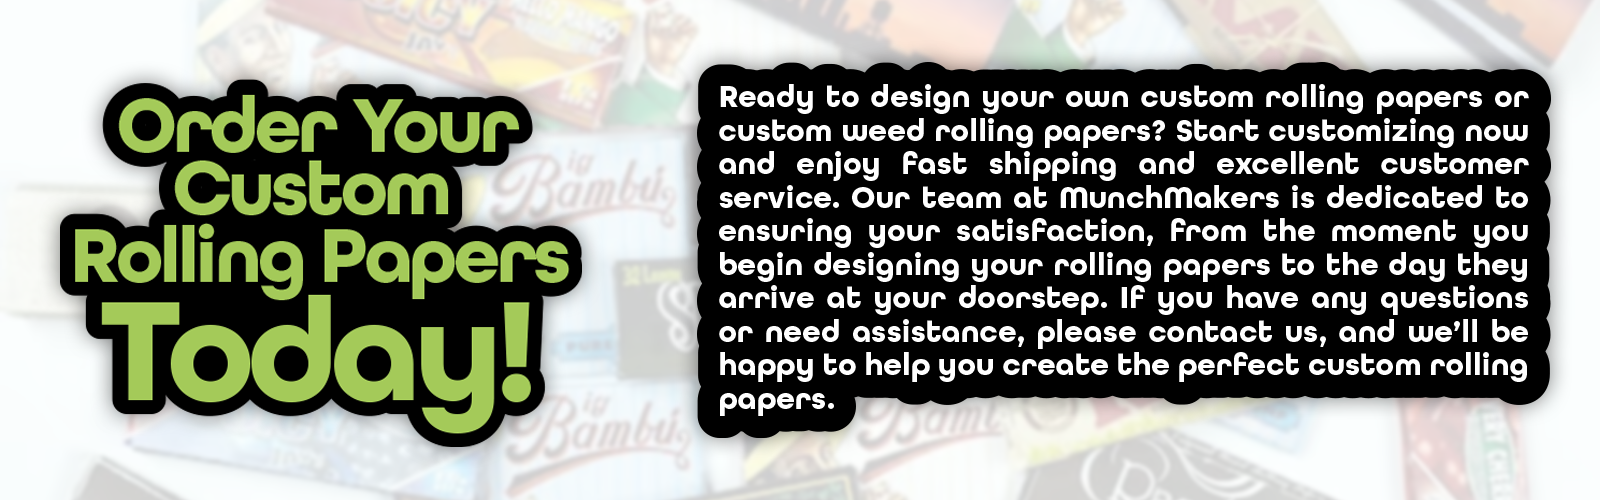 Order Your
Custom
Rolling Papers
Today!
Ready to design your own custom rolling papers or
custom weed rolling papers? Start customizing now
and enjoy fast shipping and excellent customer
service. Our team at MunchMakers is dedicated to
ensuring your satisfaction, from the moment you
begin designing your rolling papers to the day they
arrive at your doorstep. If you have any questions
or need assistance, please contact us, and we'll be
happy to help you create the perfect custom rolling
papers.
Bambú
Bambú
Bambú